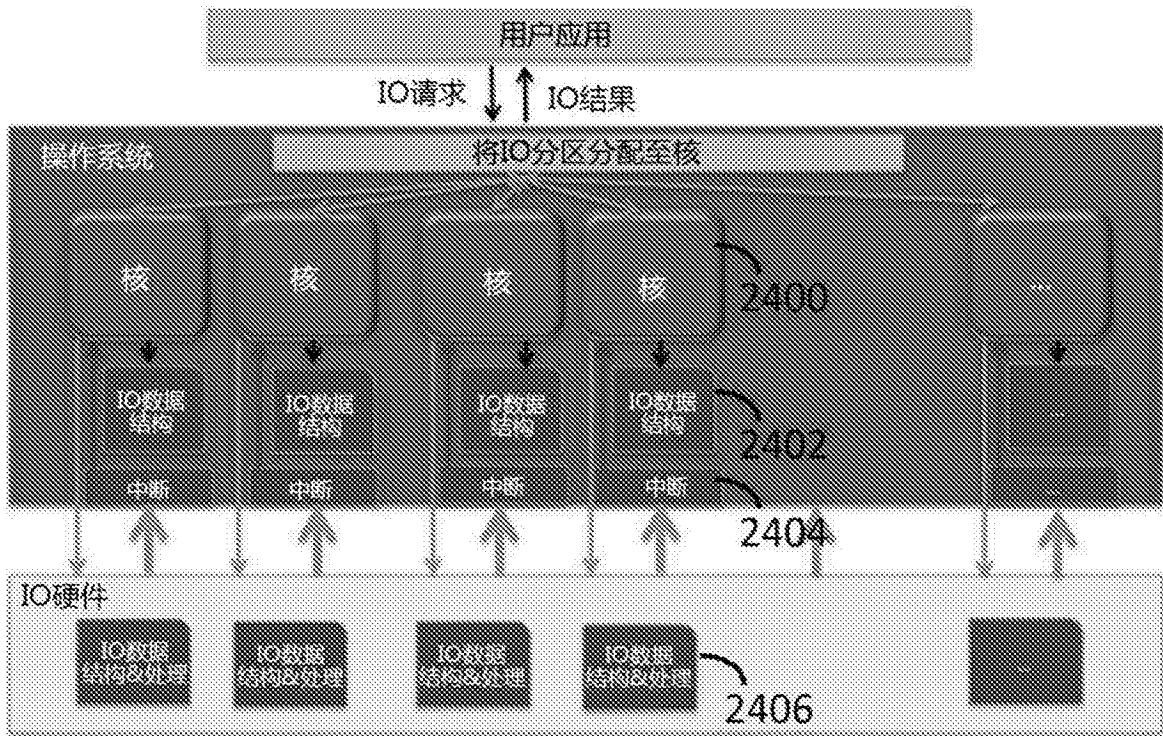 用户应用
IO请求
IO结果
操作系统
将IO分区分配至核
核
核
核
核
...
2400
IO数据
结构
IO数据
结构
IO数据
结构
IO数据
结构
2402
中断
中断
中断
中断
2404
IO硬件
IO数据
结构&处理
IO数据
结构&处理
IO数据
结构&处理
IO数据
结构&处理
2406